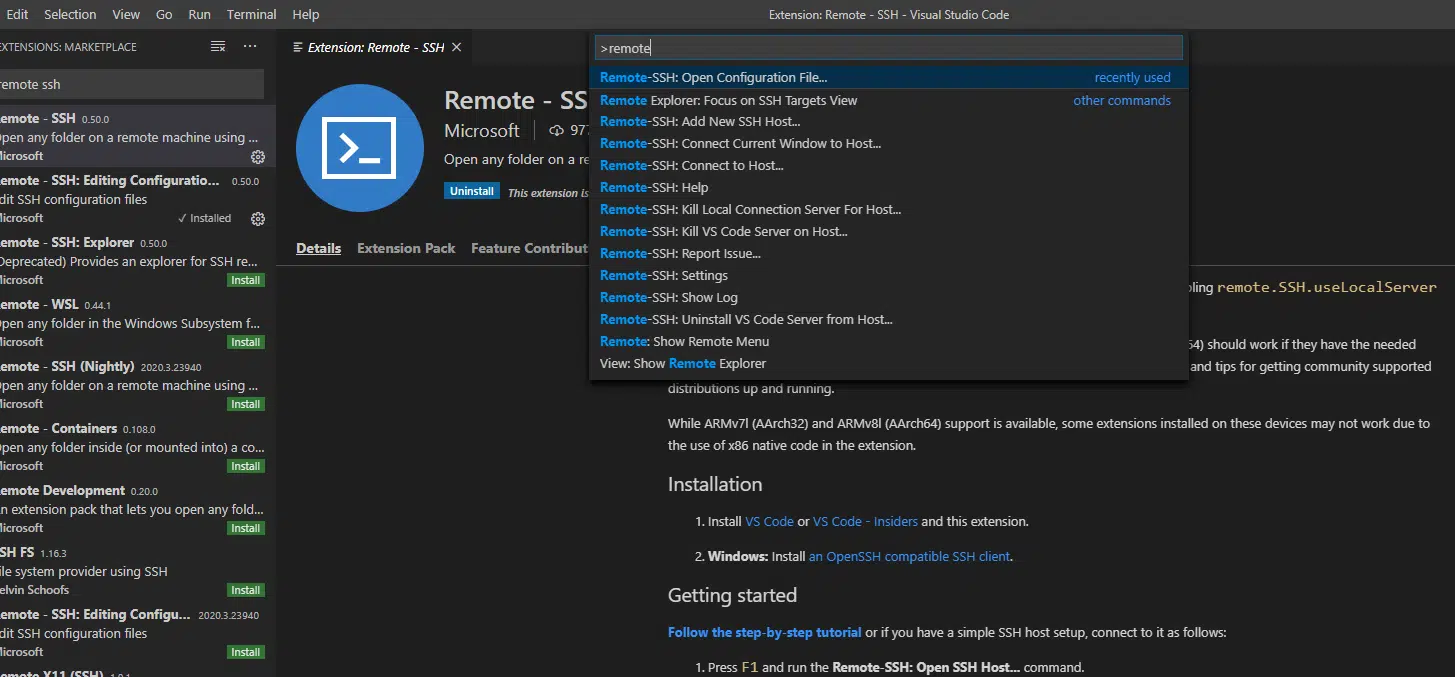 Edit Selection View Go Run Terminal Help
Extension: Remote - SSH - Visual Studio Code
EXTENSIONS: MARKETPLACE
remote ssh
emote - SSH 0.50.0
pen any folder on a remote machine using ...
Microsoft
emote - SSH: Editing Configuratio... 0.50.0
dit SSH configuration files
Microsoft ✓ Installed
emote - SSH: Explorer 0.50.0
Deprecated) Provides an explorer for SSH re...
Microsoft Install
emote - WSL 0.44.1
pen any folder in the Windows Subsystem f...
Microsoft Install
emote - SSH (Nightly) 2020.3.23940
pen any folder on a remote machine using ...
Microsoft Install
emote - Containers 0.108.0
pen any folder inside (or mounted into) a co...
Microsoft Install
emote Development 0.20.0
n extension pack that lets you open any fold...
Microsoft Install
SH FS 1.16.3
ile system provider using SSH
elvin Schoofs Install
emote - SSH: Editing Configu... 2020.3.23940
dit SSH configuration files
Microsoft Install
emote X11 (SSH)
Extension: Remote - SSH ×
Remote - SS
Microsoft 97
Open any folder on a re
Uninstall This extension is
Details Extension Pack Feature Contribut
>remote
Remote-SSH: Open Configuration File... recently used
Remote Explorer: Focus on SSH Targets View other commands
Remote-SSH: Add New SSH Host...
Remote-SSH: Connect Current Window to Host...
Remote-SSH: Connect to Host...
Remote-SSH: Help
Remote-SSH: Kill Local Connection Server For Host...
Remote-SSH: Kill VS Code Server on Host...
Remote-SSH: Report Issue...
Remote-SSH: Settings
Remote-SSH: Show Log
Remote-SSH: Uninstall VS Code Server from Host...
Remote: Show Remote Menu
View: Show Remote Explorer
ling remote.SSH.useLocalServer
64) should work if they have the needed
and tips for getting community supported
distributions up and running.
While ARMv7l (AArch32) and ARMv8l (AArch64) support is available, some extensions installed on these devices may not work due to
the use of x86 native code in the extension.
Installation
1. Install VS Code or VS Code - Insiders and this extension.
2. Windows: Install an OpenSSH compatible SSH client.
Getting started
Follow the step-by-step tutorial or if you have a simple SSH host setup, connect to it as follows:
1. Press F1 and run the Remote-SSH: Open SSH Host... command.